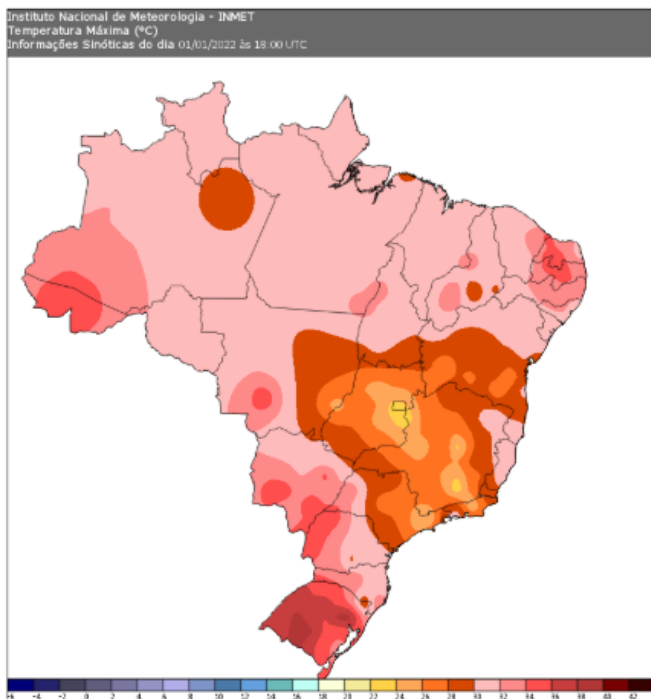 Instituto Nacional de Meteorologia - INMET
Temperatura Máxima (°C)
Informações Sinóticas do dia 01/01/2022 às 18:00 UTC
-6 -4 -2 0 2 4 6 8 10 12 14 16 18 20 22 24 26 28 30 32 34 36 38 40 42